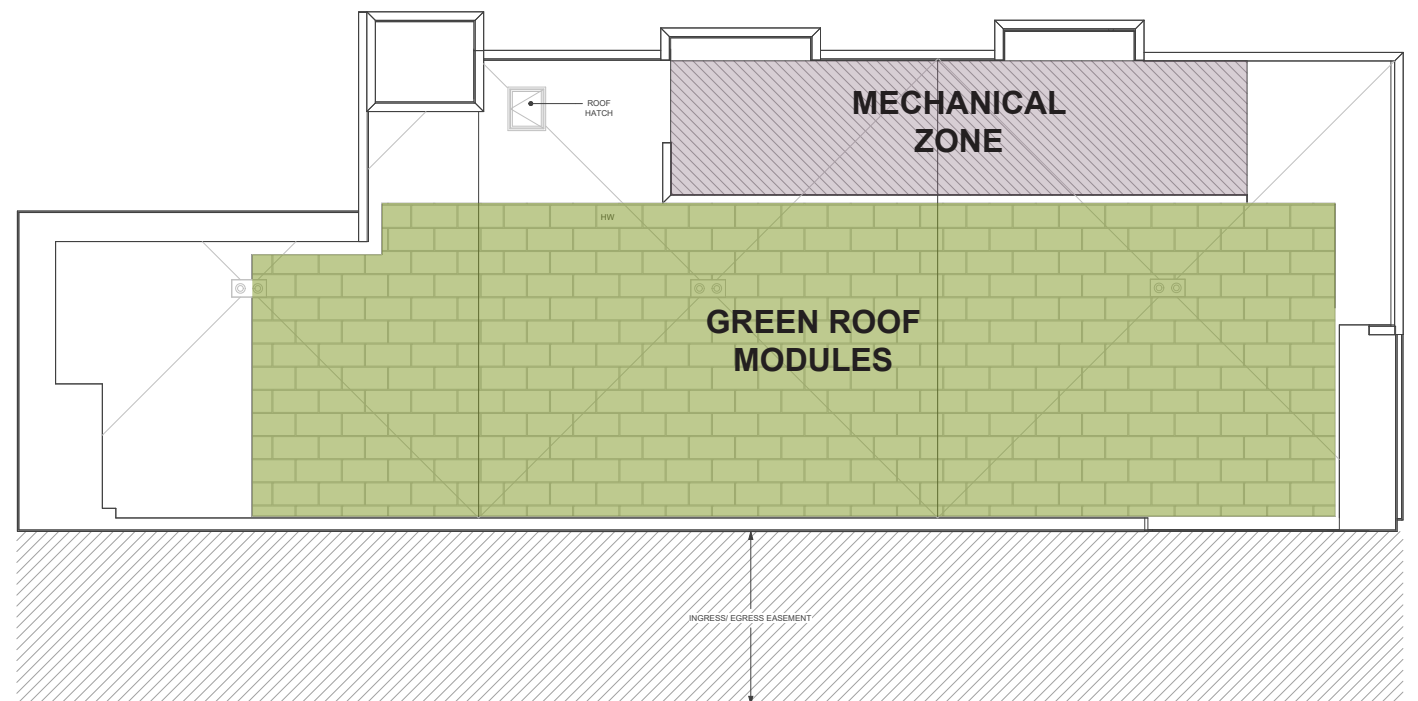 MECHANICAL
ZONE
ROOF
HATCH
HW
GREEN ROOF
MODULES
INGRESS/ EGRESS EASEMENT